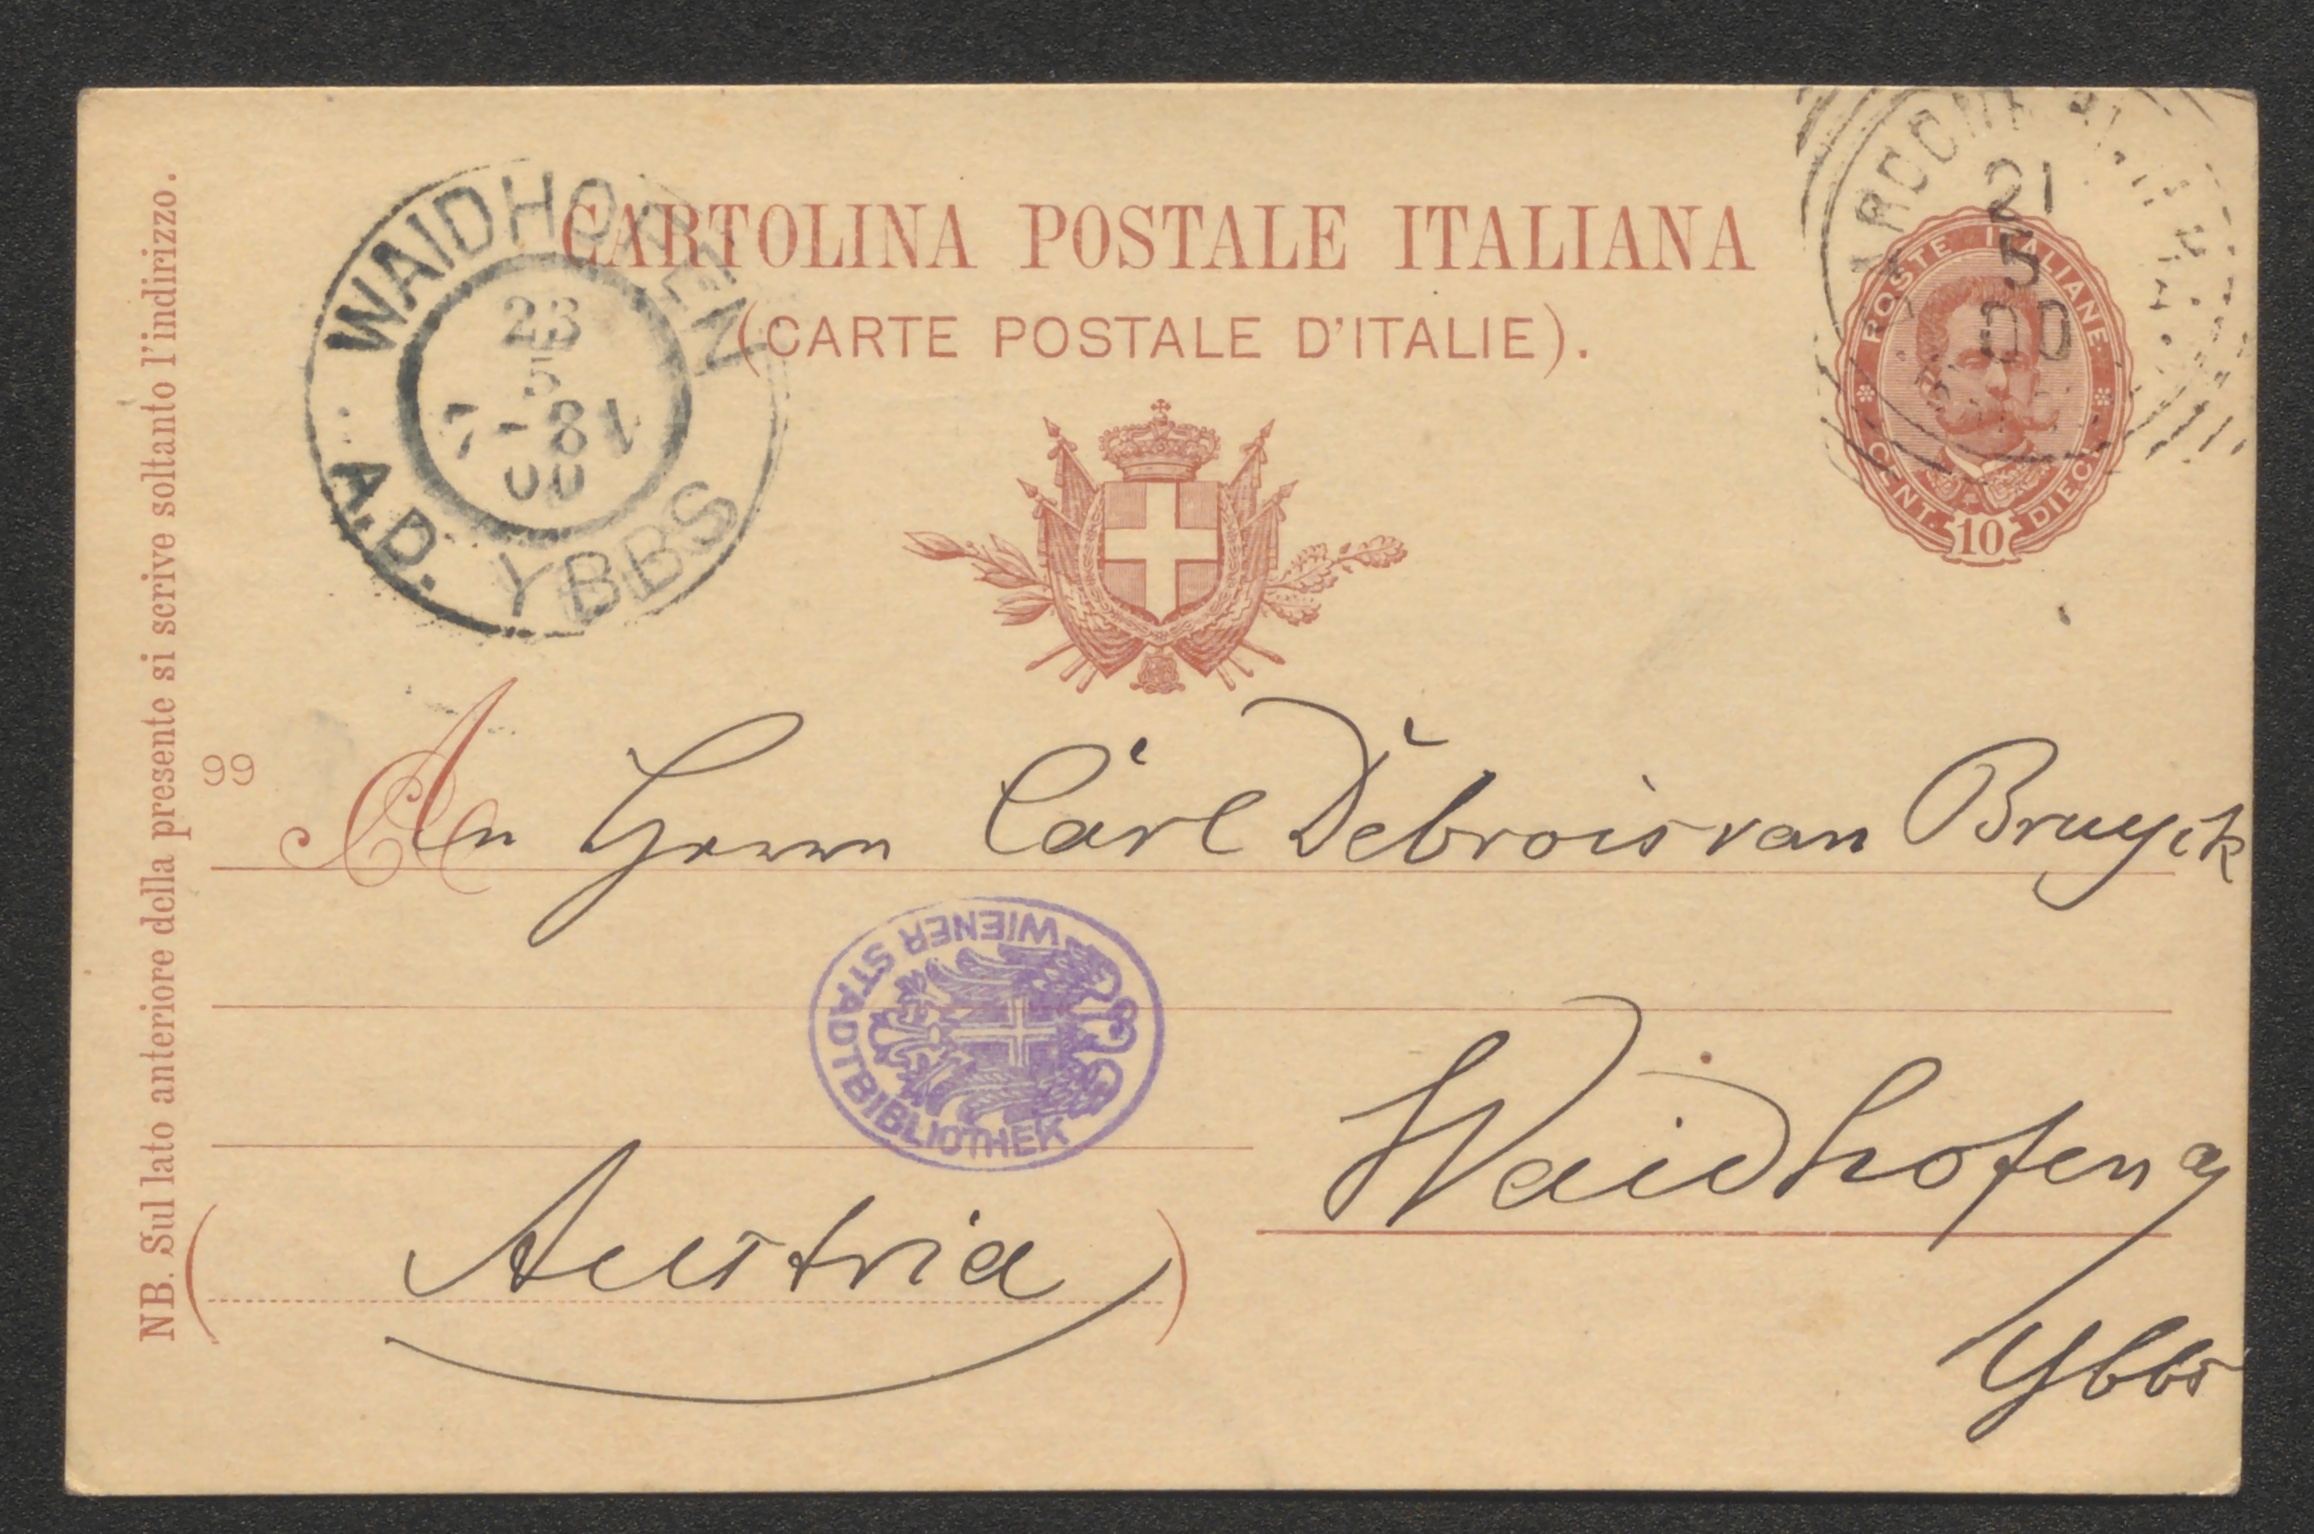 CARTOLINA POSTALE ITALIANA
(CARTE POSTALE D'ITALIE).
WAIDHOFEN
A.D. YBBS
23
5
7-8V
00
21
5
00
POSTE ITALIANE
CENT. 10 DIECI
NB. Sul lato anteriore della presente si scrive soltanto l'indirizzo.
99
A
An Herrn Carl Debrois van Bruyck
WIENER STADTBIBLIOTHEK
Waidhofen a/
Ybbs
(Austria)